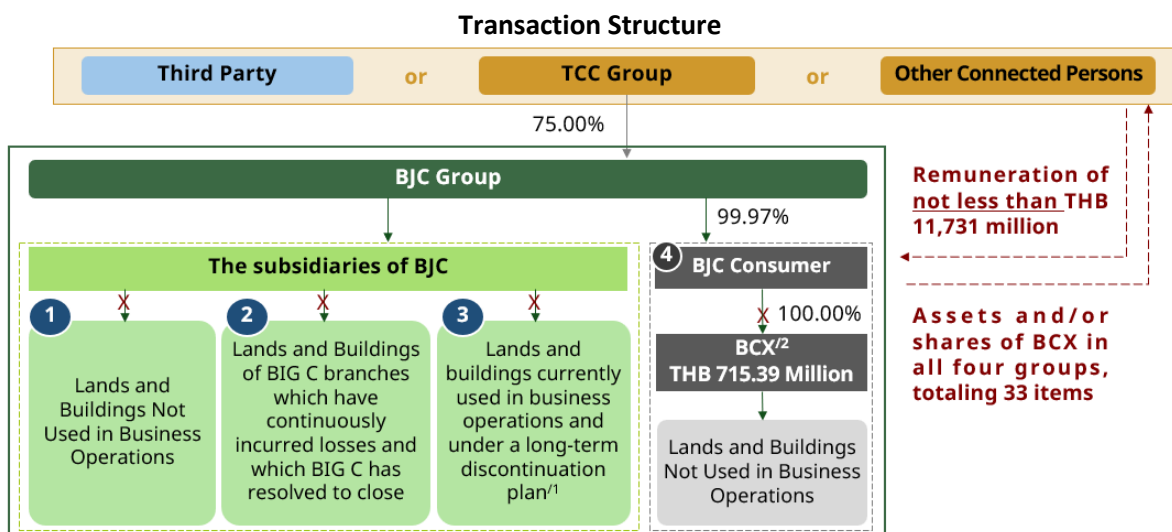 Transaction Structure
Third Party or TCC Group or Other Connected Persons
75.00%
BJC Group
99.97%
Remuneration of
not less than THB
11,731 million
The subsidiaries of BJC
4 BJC Consumer
X X X
1 2 3
X 100.00%
Assets and/or
shares of BCX in
all four groups,
totaling 33 items
BCX/2
THB 715.39 Million
Lands and
Buildings Not
Used in Business
Operations
Lands and Buildings
of BIG C branches
which have
continuously
incurred losses and
which BIG C has
resolved to close
Lands and
buildings currently
used in business
operations and
under a long-term
discontinuation
plan/1
Lands and Buildings
Not Used in Business
Operations